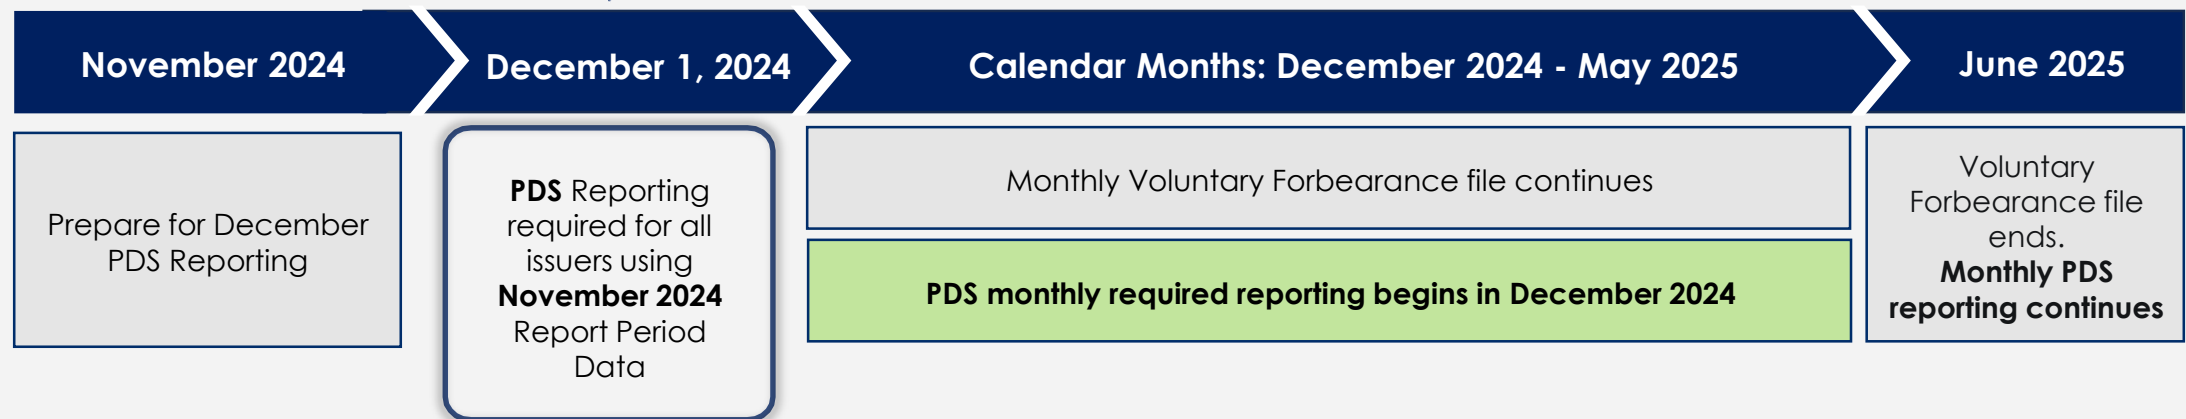 November 2024
December 1, 2024
Calendar Months: December 2024 - May 2025
June 2025
Prepare for December
PDS Reporting
PDS Reporting
required for all
issuers using
November 2024
Report Period
Data
Monthly Voluntary Forbearance file continues
PDS monthly required reporting begins in December 2024
Voluntary
Forbearance file
ends.
Monthly PDS
reporting continues